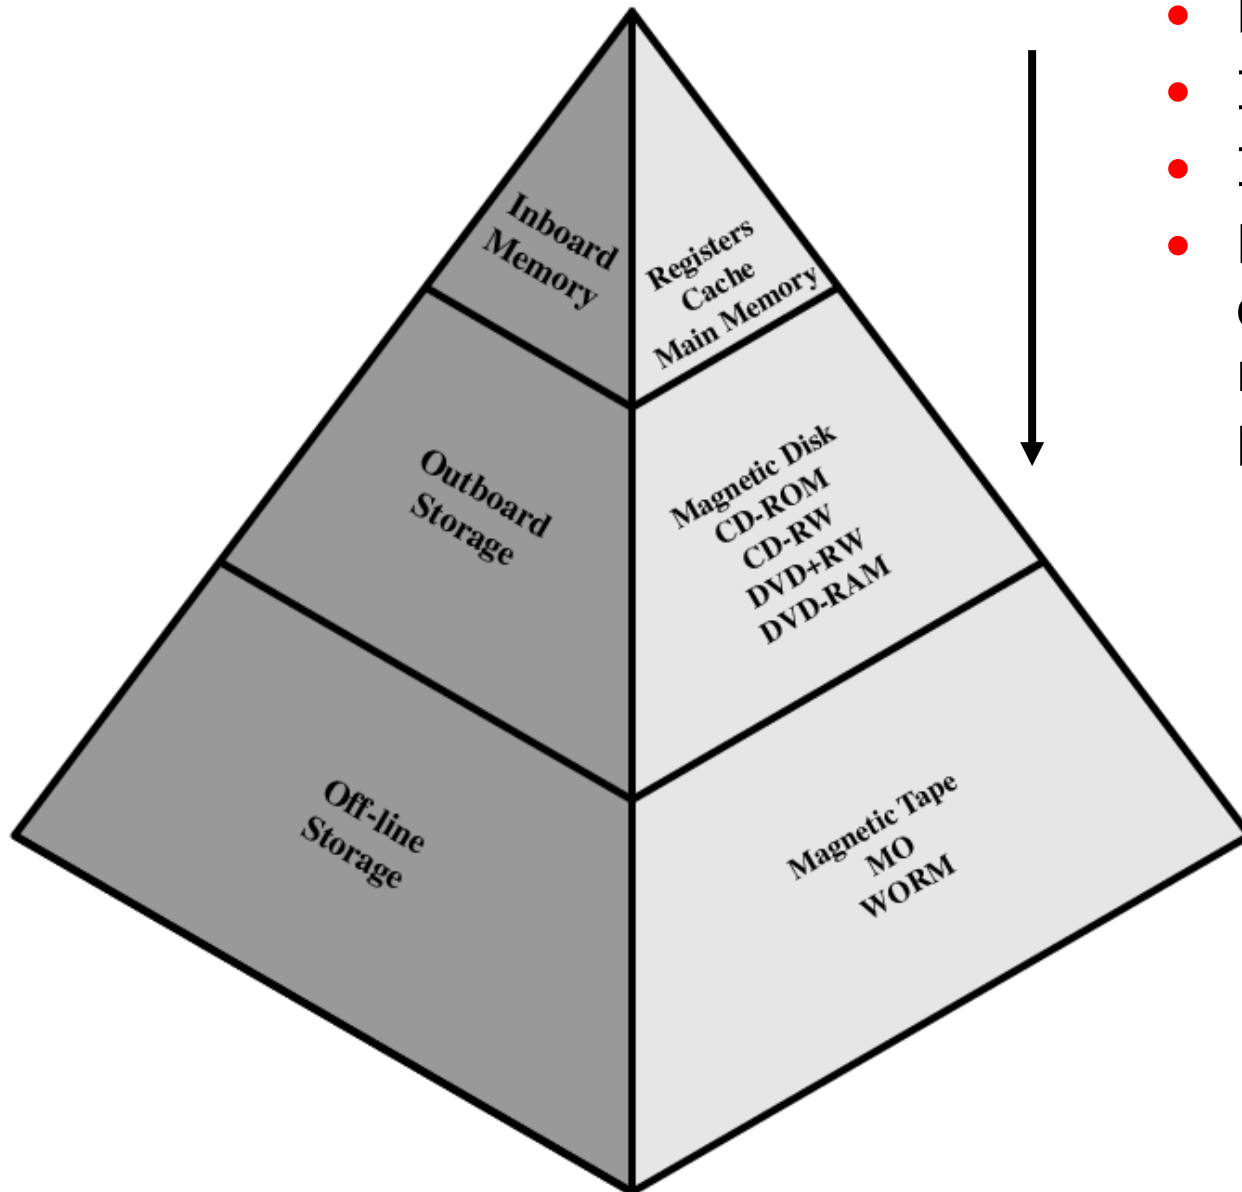 Inboard
Memory
Registers
Cache
Main Memory
Outboard
Storage
Magnetic Disk
CD-ROM
CD-RW
DVD+RW
DVD-RAM
Off-line
Storage
Magnetic Tape
MO
WORM